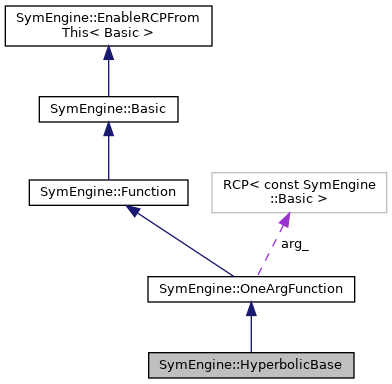 SymEngine::EnableRCPFrom
This< Basic >
SymEngine::Basic
SymEngine::Function
RCP< const SymEngine
::Basic >
arg_
SymEngine::OneArgFunction
SymEngine::HyperbolicBase